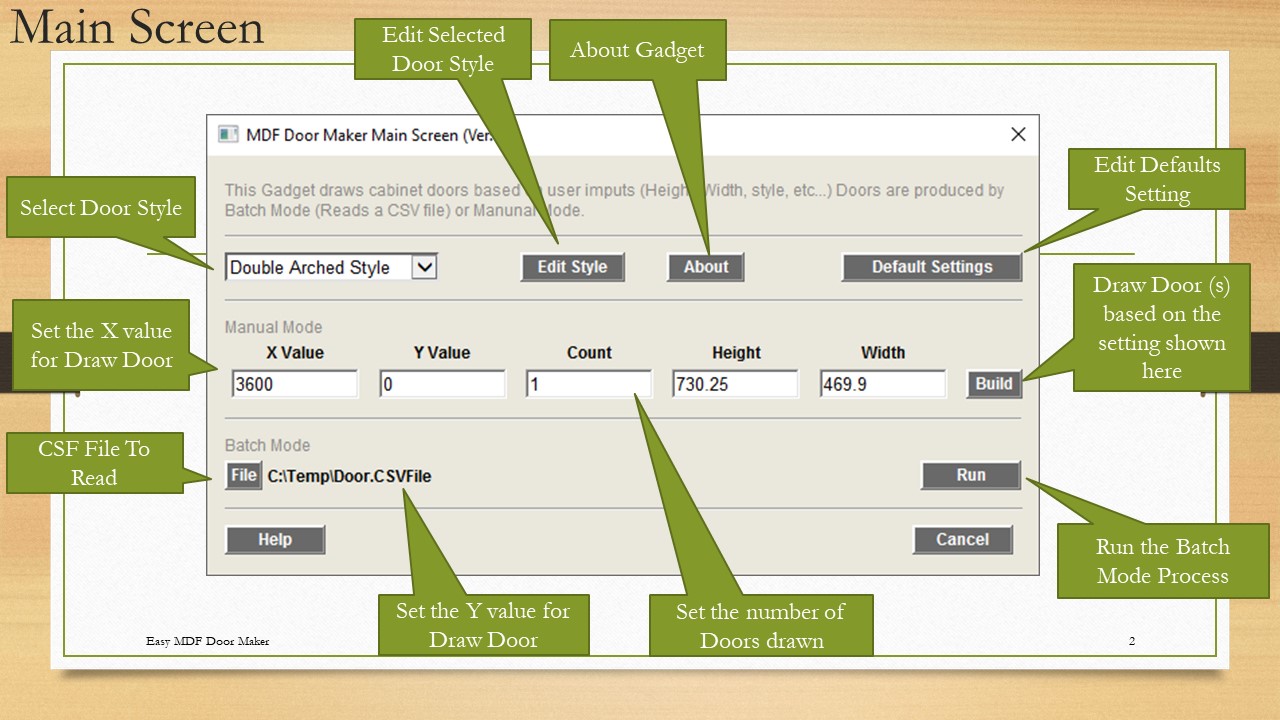 Main Screen
Edit Selected
Door Style
About Gadget
MDF Door Maker Main Screen (Ver.
Edit Defaults
Setting
This Gadget draws cabinet doors based user imputs (Heigh Width, style, etc...) Doors are produced by
Batch Mode (Reads a CSV file) or Manunal Mode.
Select Door Style
Double Arched Style
Edit Style
About
Default Settings
Draw Door (s)
based on the
setting shown
here
Set the X value
for Draw Door
Manual Mode
X Value Y Value Count Height Width
3600 0 1 730.25 469.9 Build
CSF File To
Read
Batch Mode
File C:\Temp\Door.CSVFile Run
Help Cancel
Run the Batch
Mode Process
Set the Y value for
Draw Door
Set the number of
Doors drawn
Easy MDF Door Maker
2